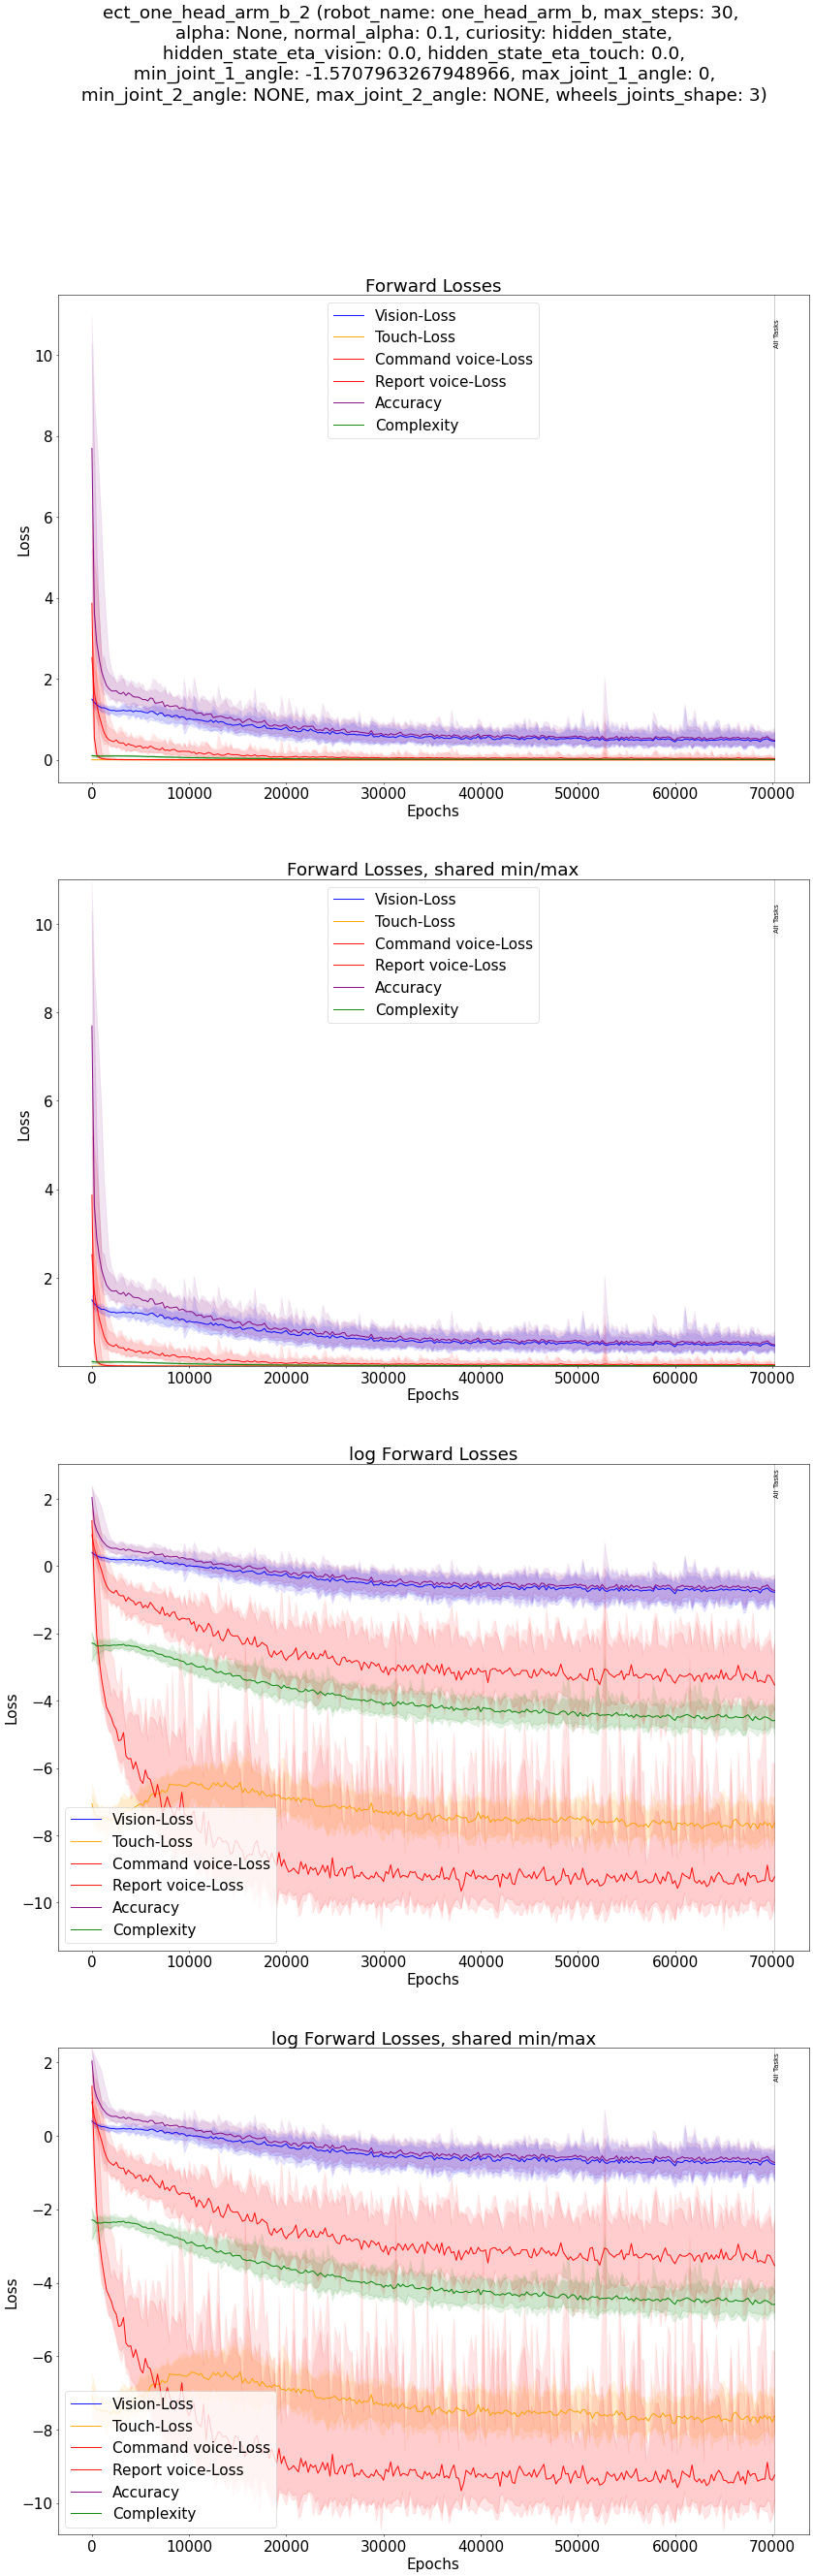 ect_one_head_arm_b_2 (robot_name: one_head_arm_b, max_steps: 30,
alpha: None, normal_alpha: 0.1, curiosity: hidden_state,
hidden_state_eta_vision: 0.0, hidden_state_eta_touch: 0.0,
min_joint_1_angle: -1.5707963267948966, max_joint_1_angle: 0,
min_joint_2_angle: NONE, max_joint_2_angle: NONE, wheels_joints_shape: 3)
Forward Losses
Vision-Loss
Touch-Loss
Command voice-Loss
Report voice-Loss
Accuracy
Complexity
All Tasks
10
8
6
4
2
0
Loss
0 10000 20000 30000 40000 50000 60000 70000
Epochs
Forward Losses, shared min/max
Vision-Loss
Touch-Loss
Command voice-Loss
Report voice-Loss
Accuracy
Complexity
All Tasks
10
8
6
4
2
Loss
0 10000 20000 30000 40000 50000 60000 70000
Epochs
log Forward Losses
All Tasks
2
0
−2
−4
−6
−8
−10
Loss
Vision-Loss
Touch-Loss
Command voice-Loss
Report voice-Loss
Accuracy
Complexity
0 10000 20000 30000 40000 50000 60000 70000
Epochs
log Forward Losses, shared min/max
All Tasks
2
0
−2
−4
−6
−8
−10
Loss
Vision-Loss
Touch-Loss
Command voice-Loss
Report voice-Loss
Accuracy
Complexity
0 10000 20000 30000 40000 50000 60000 70000
Epochs